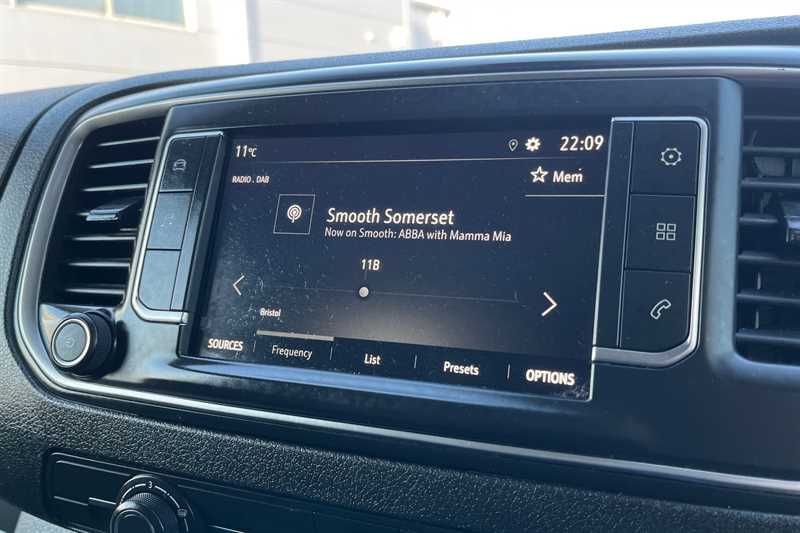 11°C
22:09
RADIO . DAB
Mem
Smooth Somerset
Now on Smooth: ABBA with Mamma Mia
11B
Bristol
SOURCES
Frequency
List
Presets
OPTIONS
3